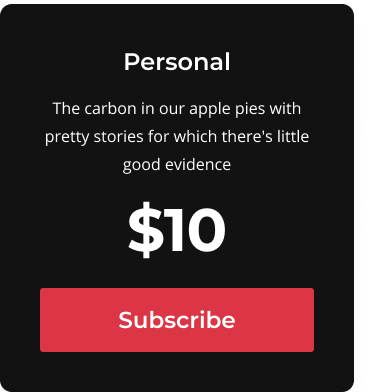 Personal
The carbon in our apple pies with
pretty stories for which there's little
good evidence
$10
Subscribe